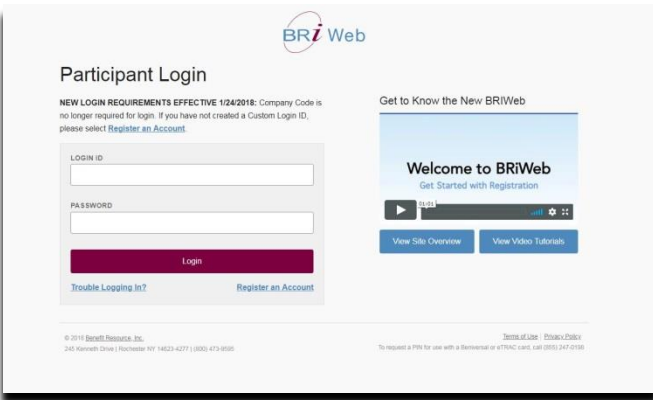 BRi Web
Participant Login
NEW LOGIN REQUIREMENTS EFFECTIVE 1/24/2018: Company Code is
no longer required for login. If you have not created a Custom Login ID,
please select Register an Account.
LOGIN ID
PASSWORD
Login
Trouble Logging In?
Register an Account
Get to Know the New BRIWeb
Welcome to BRiWeb
Get Started with Registration
01:01
View Site Overview
View Video Tutorials
© 2018 Benefit Resource, Inc.
245 Kenneth Drive | Rochester NY 14623-4277 | (800) 473-9595
Terms of Use | Privacy Policy
To request a PIN for use with a Beniversal or eTRAC card, call (855) 247-0198